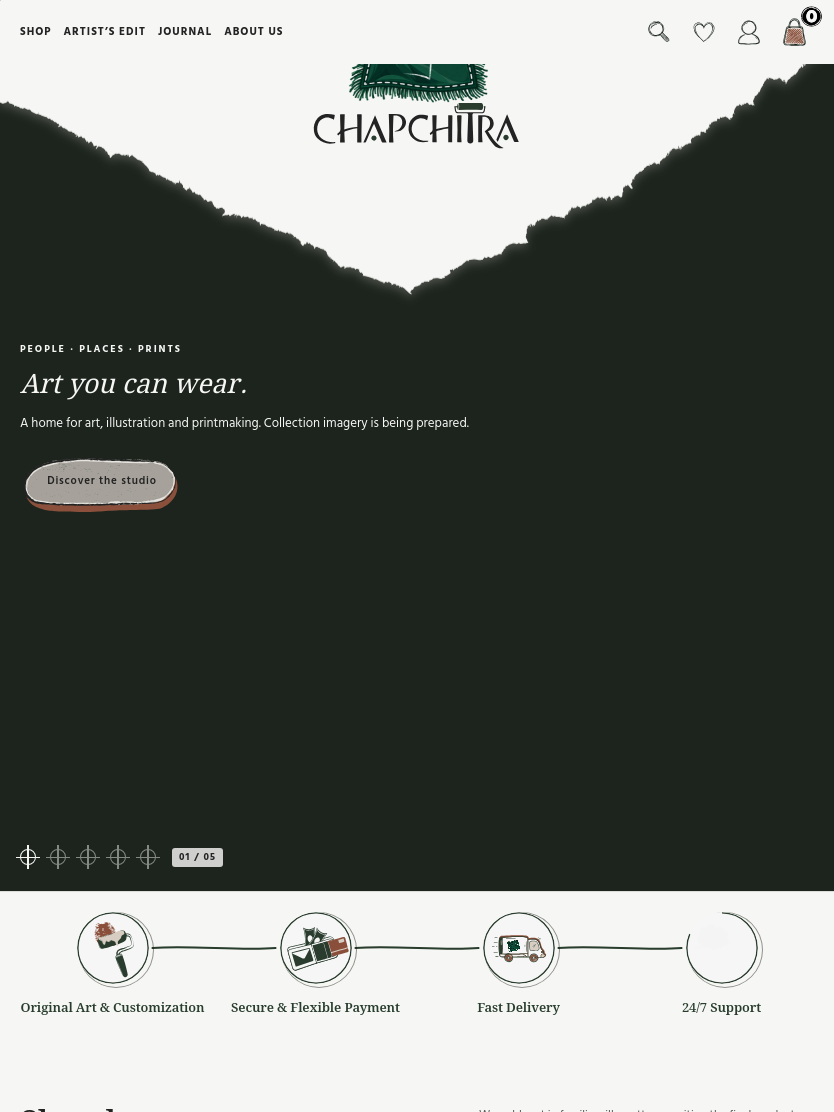 SHOP ARTIST'S EDIT JOURNAL ABOUT US
0
CHAPCHITRA
PEOPLE · PLACES · PRINTS
Art you can wear.
A home for art, illustration and printmaking. Collection imagery is being prepared.
Discover the studio
01 / 05
Original Art & Customization
Secure & Flexible Payment
Fast Delivery
24/7 Support